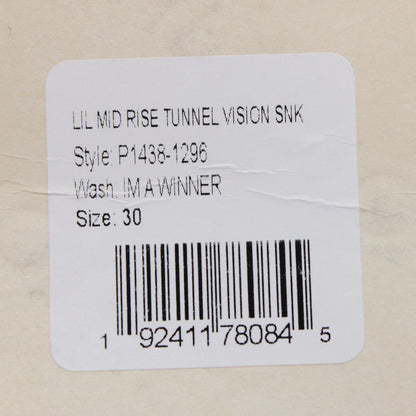 LIL MID RISE TUNNEL VISION SNK
Style: P1438-1296
Wash: IM A WINNER
Size: 30
1 92411 78084 5